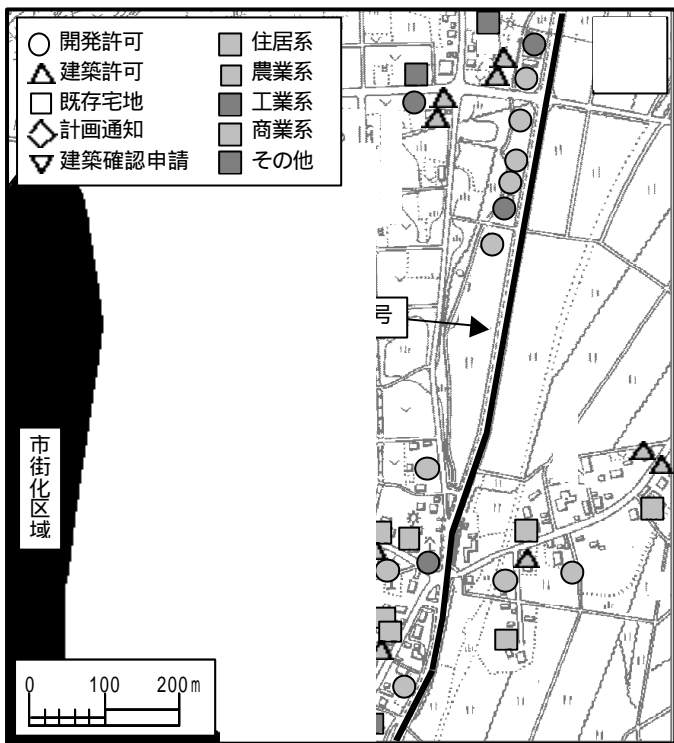 開発許可
建築許可
既存宅地
計画通知
建築確認申請
住居系
農業系
工業系
商業系
その他
号
市街化区域
0 100 200m